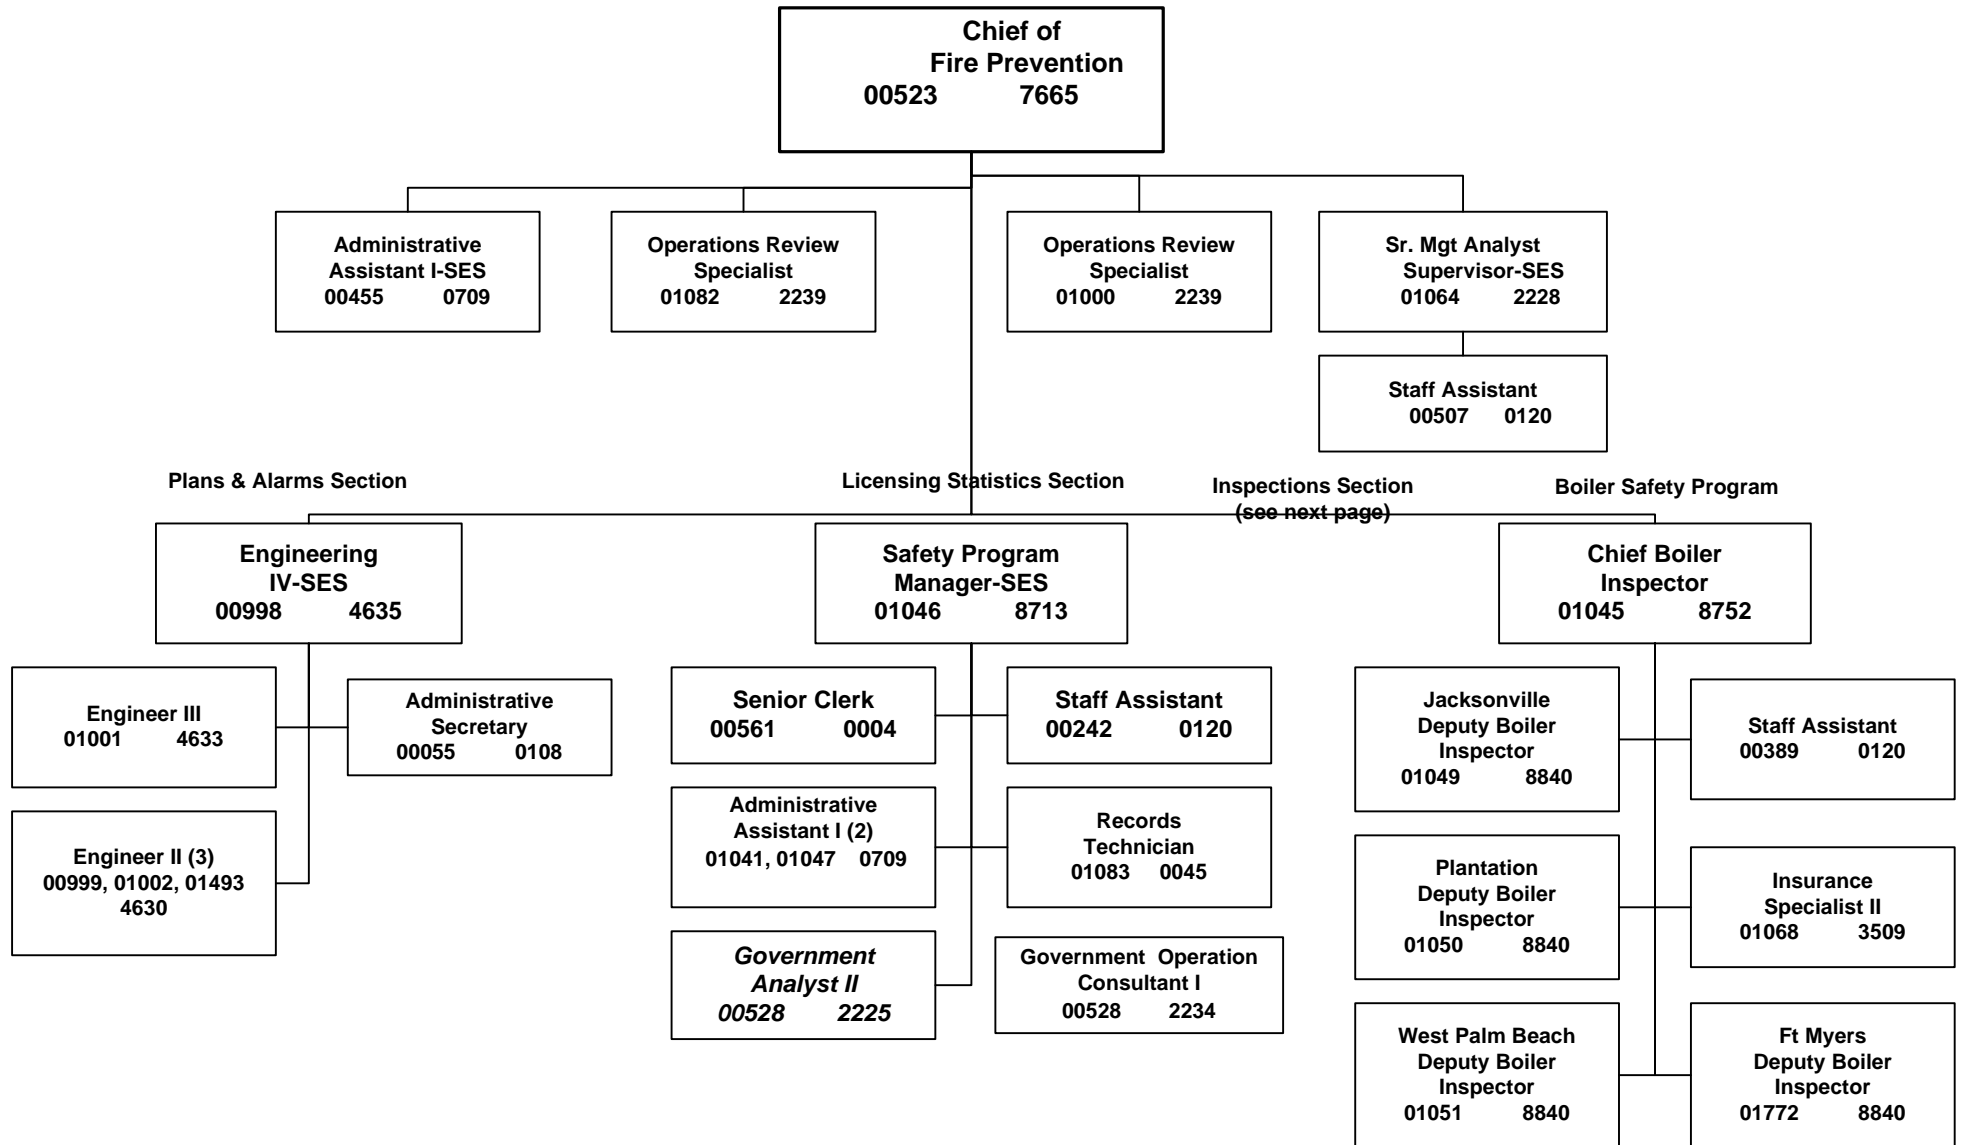 Chief of
Fire Prevention
00523 7665
Administrative
Assistant I-SES
00455 0709
Operations Review
Specialist
01082 2239
Operations Review
Specialist
01000 2239
Sr. Mgt Analyst
Supervisor-SES
01064 2228
Staff Assistant
00507 0120
Plans & Alarms Section
Licensing Statistics Section
Inspections Section
(see next page)
Boiler Safety Program
Engineering
IV-SES
00998 4635
Safety Program
Manager-SES
01046 8713
Chief Boiler
Inspector
01045 8752
Engineer III
01001 4633
Administrative
Secretary
00055 0108
Engineer II (3)
00999, 01002, 01493
4630
Senior Clerk
00561 0004
Staff Assistant
00242 0120
Administrative
Assistant I (2)
01041, 01047 0709
Records
Technician
01083 0045
Government
Analyst II
00528 2225
Government Operation
Consultant I
00528 2234
Jacksonville
Deputy Boiler
Inspector
01049 8840
Staff Assistant
00389 0120
Plantation
Deputy Boiler
Inspector
01050 8840
Insurance
Specialist II
01068 3509
West Palm Beach
Deputy Boiler
Inspector
01051 8840
Ft Myers
Deputy Boiler
Inspector
01772 8840